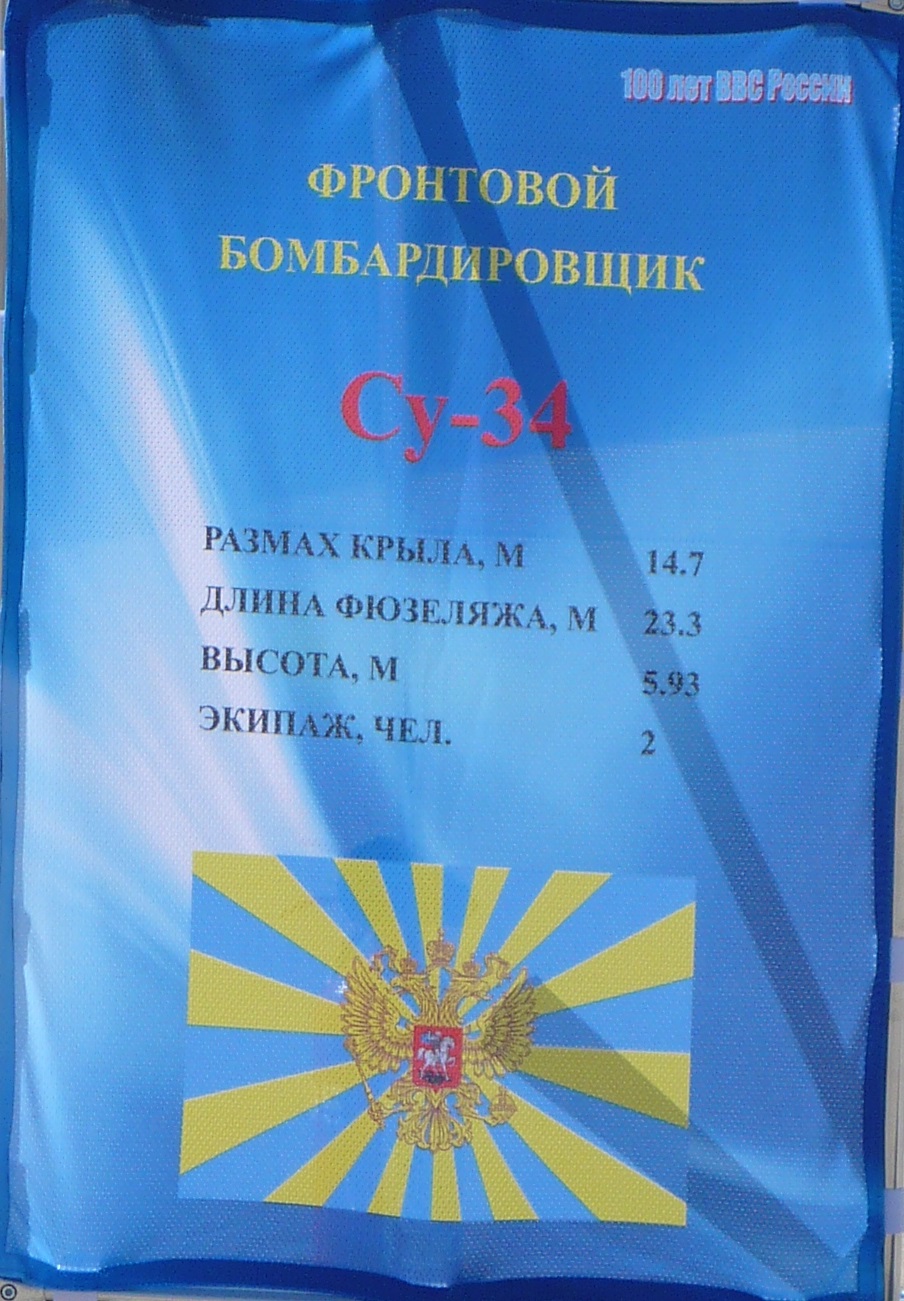 100 лет ВВС России
ФРОНТОВОЙ
БОМБАРДИРОВЩИК
Су-34
РАЗМАХ КРЫЛА, М 14.7
ДЛИНА ФЮЗЕЛЯЖА, М 23.3
ВЫСОТА, М 5.93
ЭКИПАЖ, ЧЕЛ. 2